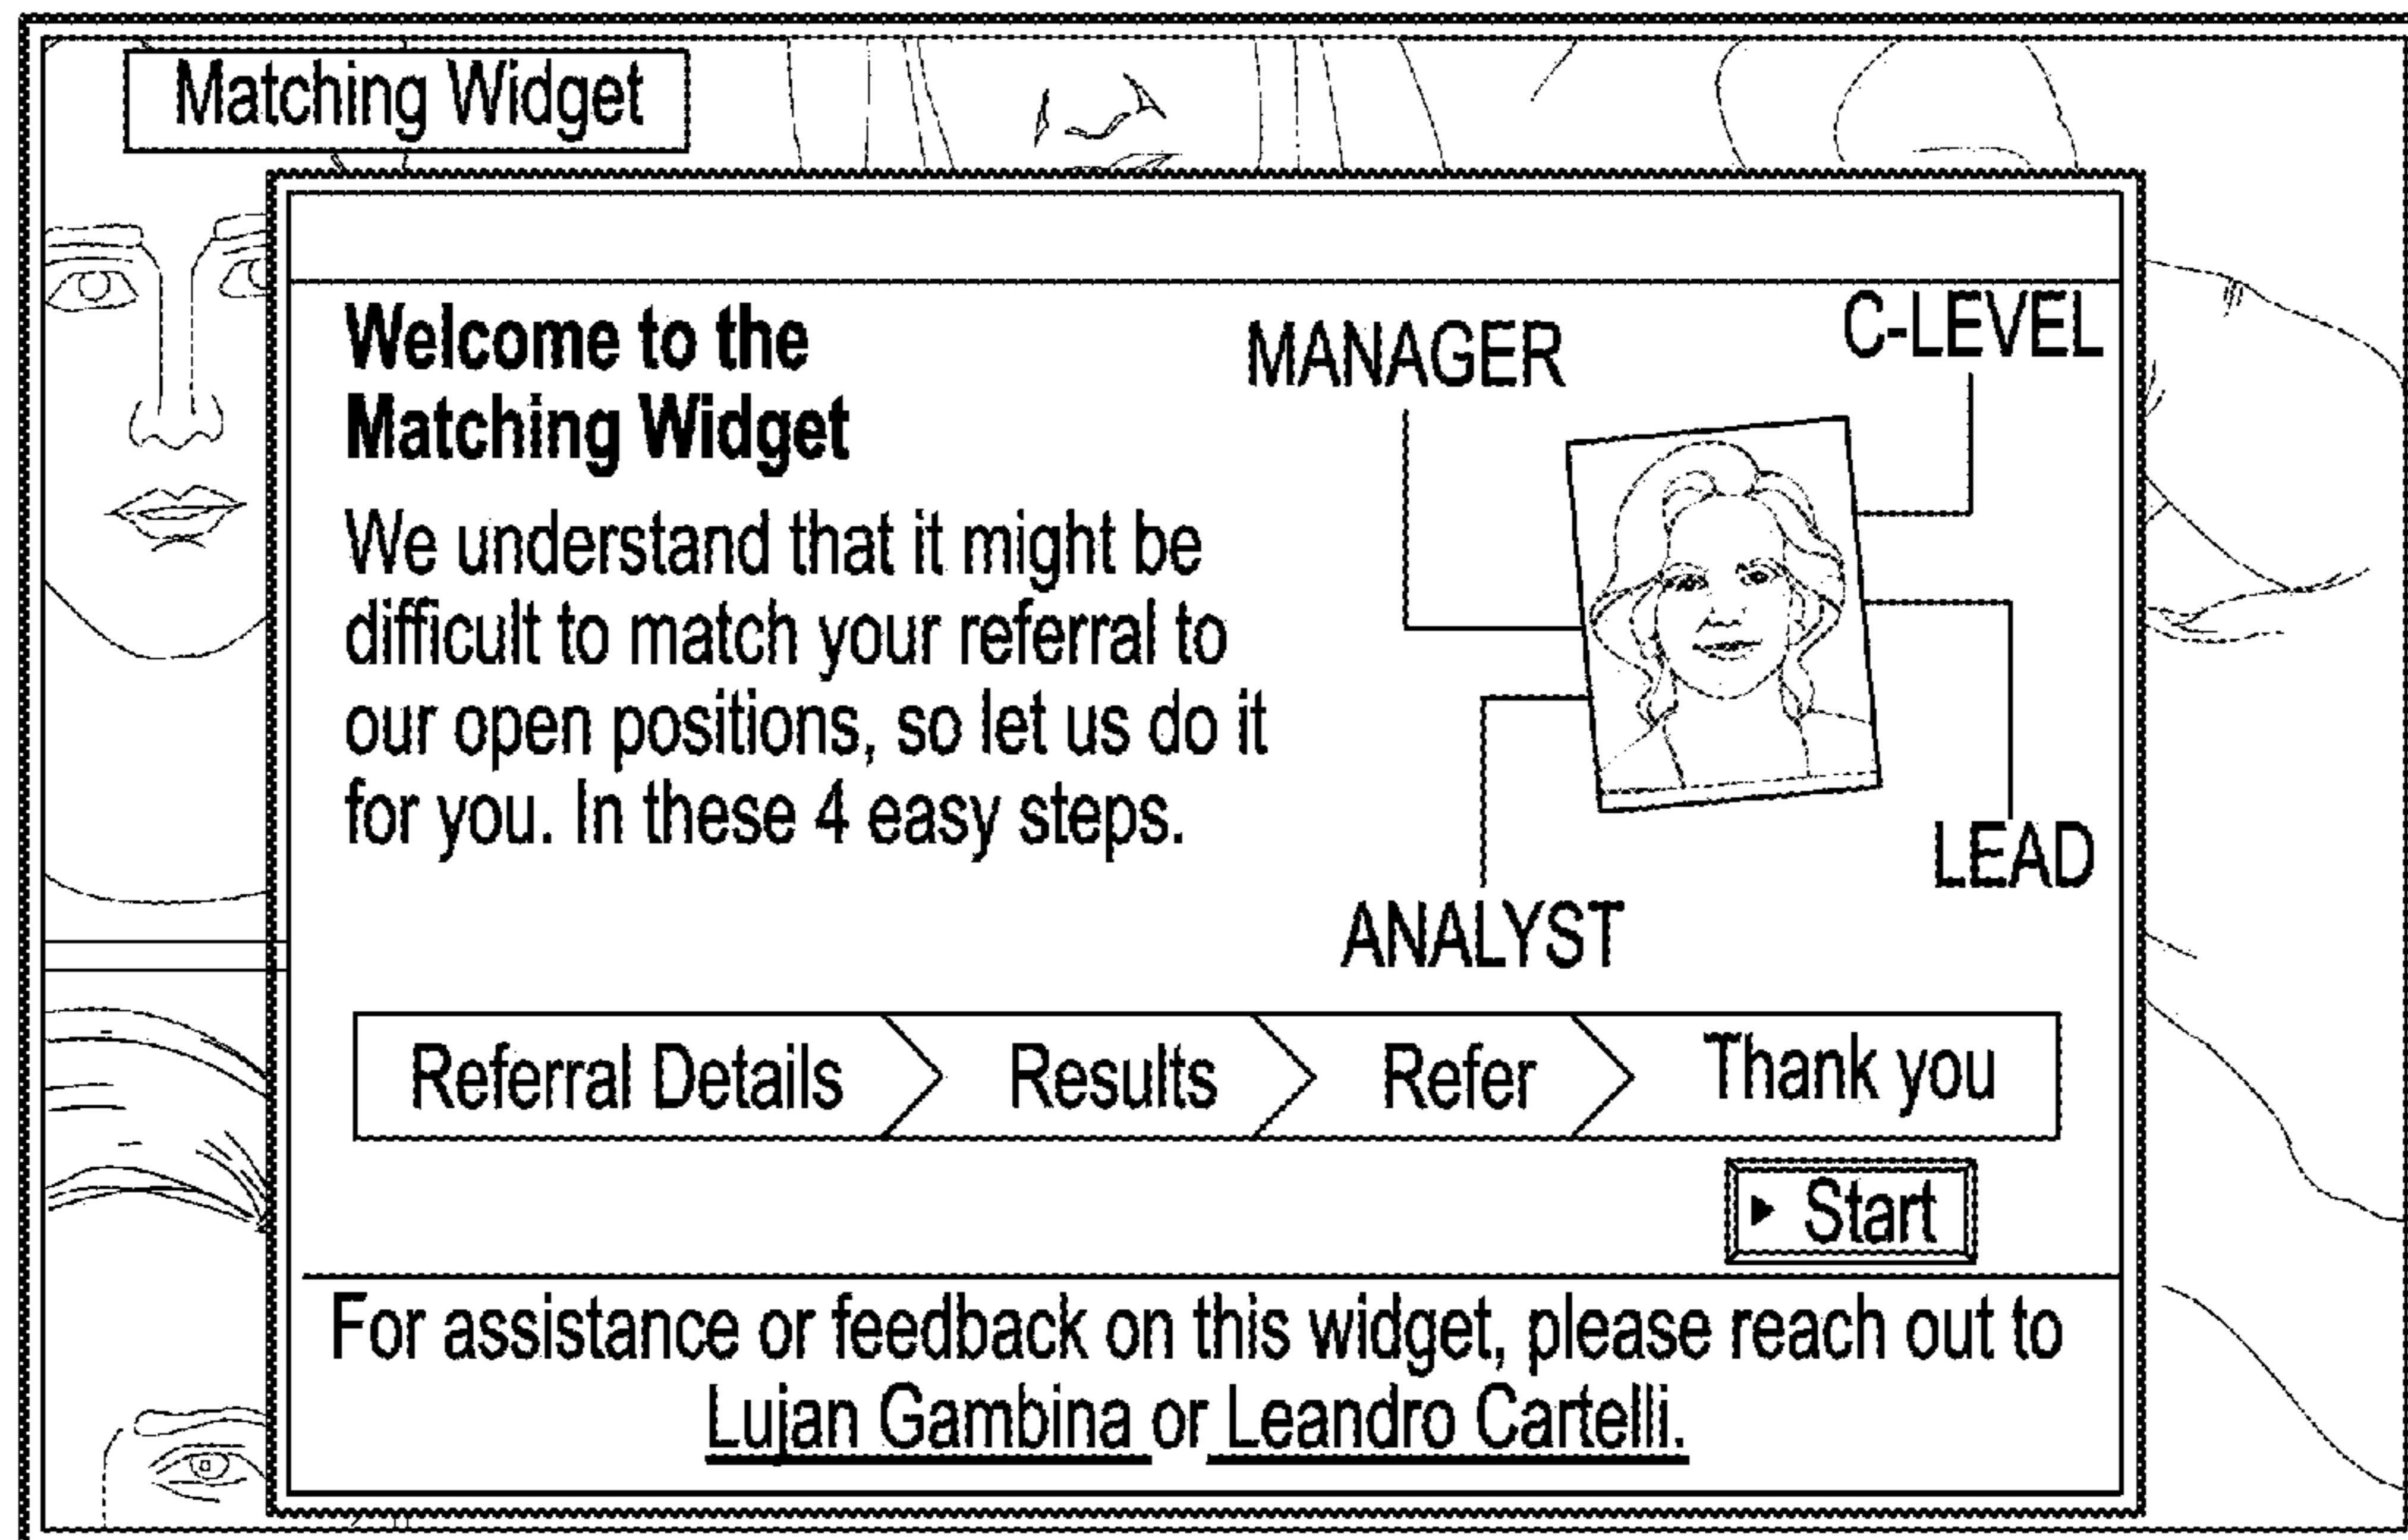 Matching Widget
Welcome to the
Matching Widget
We understand that it might be
difficult to match your referral to
our open positions, so let us do it
for you. In these 4 easy steps.
MANAGER
C-LEVEL
LEAD
ANALYST
Referral Details
Results
Refer
Thank you
Start
For assistance or feedback on this widget, please reach out to
Lujan Gambina or Leandro Cartelli.